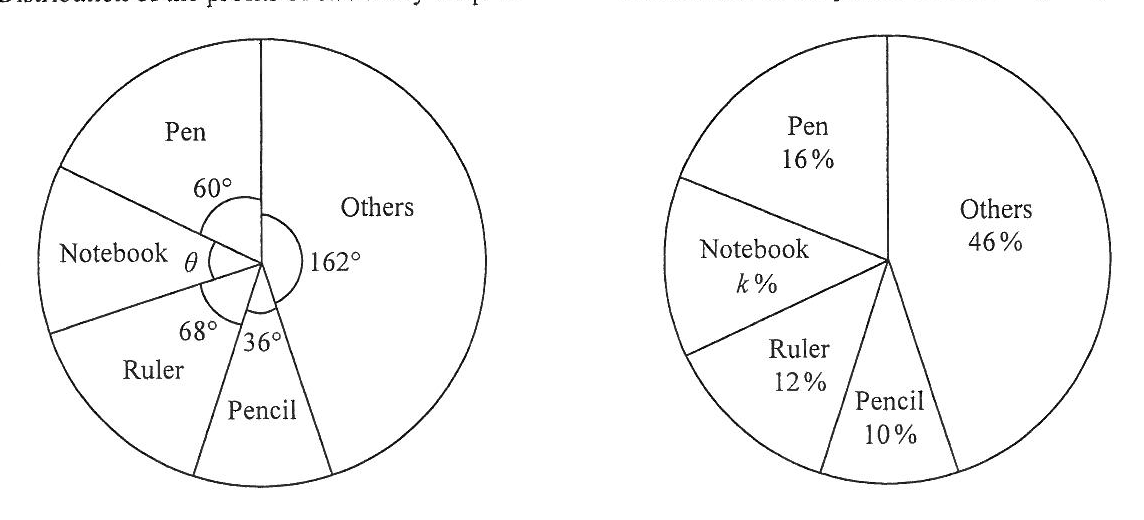 Pen
60°
Others
Notebook θ
162°
68°
36°
Ruler
Pencil
Pen
16%
Others
46%
Notebook
k%
Ruler
12%
Pencil
10%